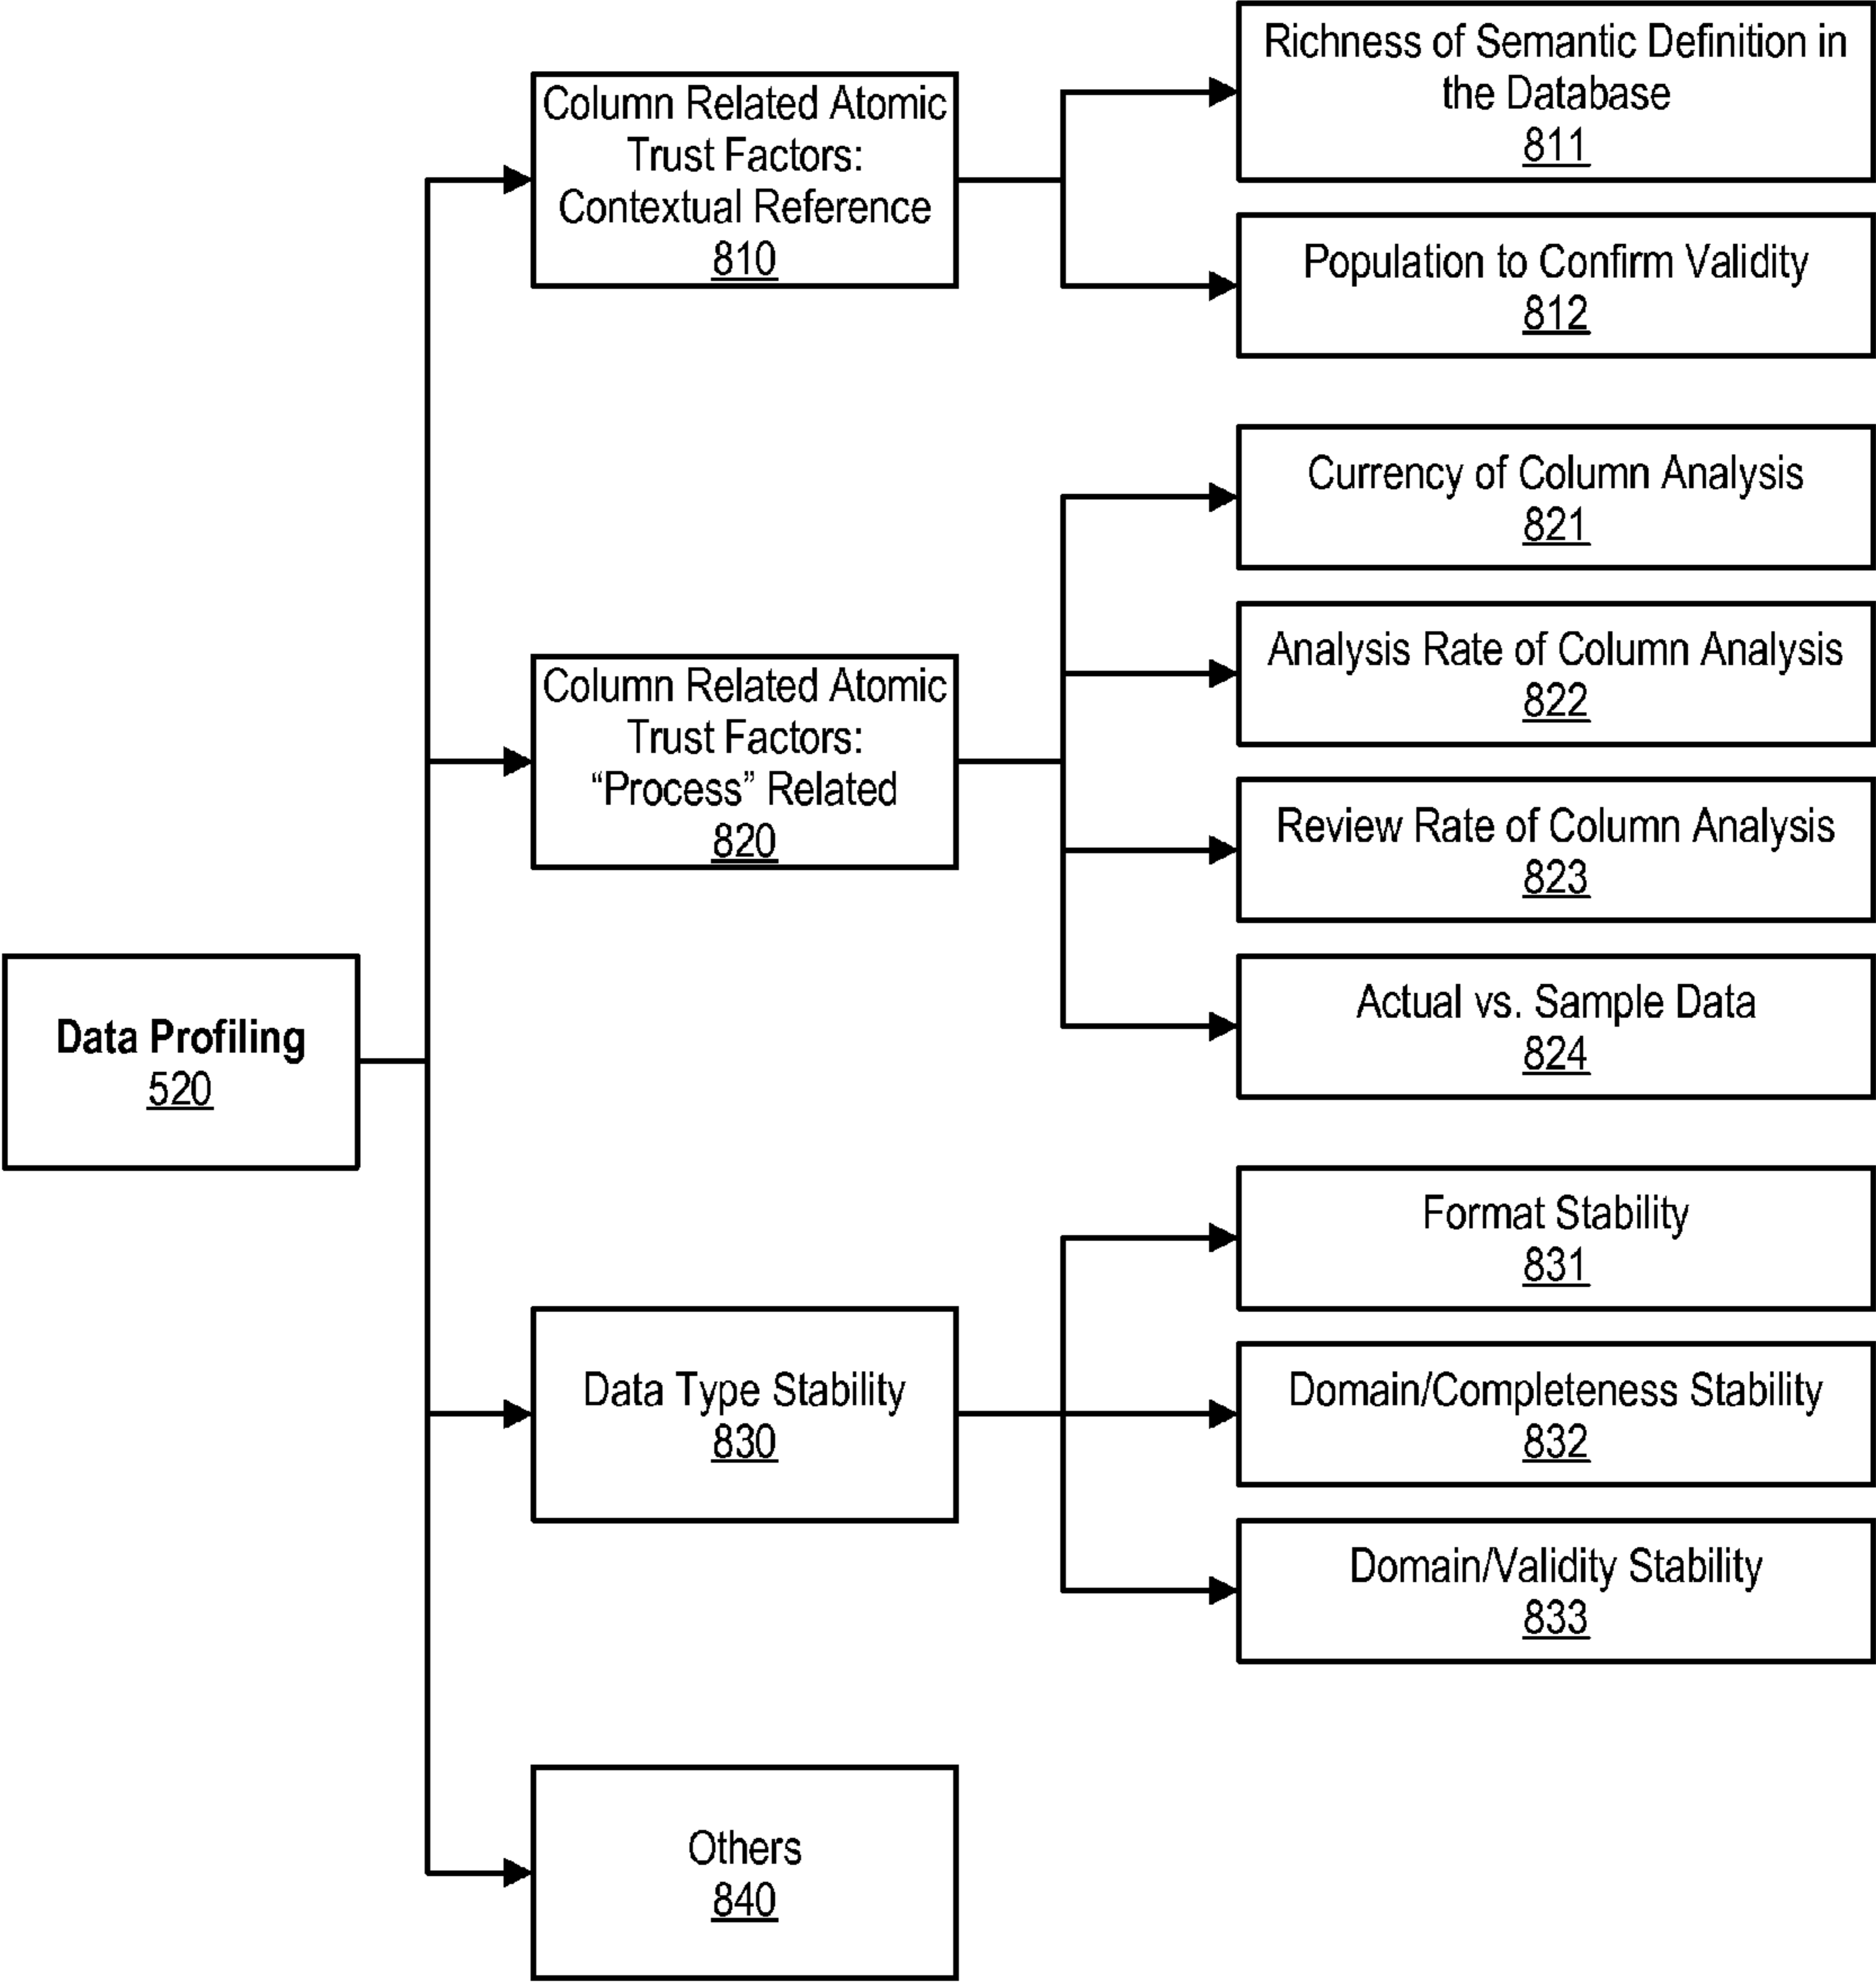 Data Profiling
520
Column Related Atomic
Trust Factors:
Contextual Reference
810
Richness of Semantic Definition in
the Database
811
Population to Confirm Validity
812
Column Related Atomic
Trust Factors:
“Process” Related
820
Currency of Column Analysis
821
Analysis Rate of Column Analysis
822
Review Rate of Column Analysis
823
Actual vs. Sample Data
824
Data Type Stability
830
Format Stability
831
Domain/Completeness Stability
832
Domain/Validity Stability
833
Others
840